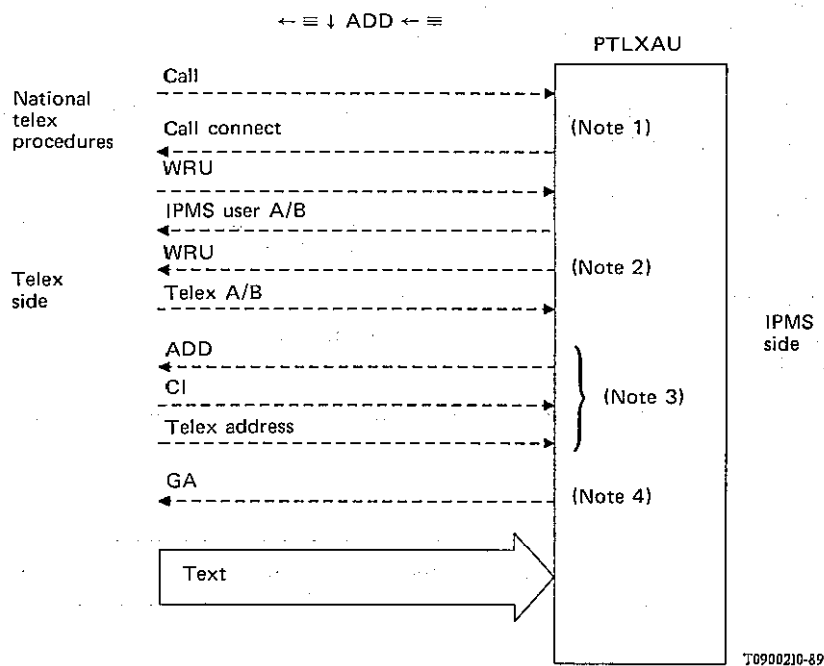 ← ≡ ↓ ADD ← ≡
PTLXAU
National
telex
procedures
Call
Call connect
(Note 1)
WRU
IPMS user A/B
WRU
(Note 2)
Telex
side
Telex A/B
IPMS
side
ADD
CI
(Note 3)
Telex address
GA
(Note 4)
Text
T0900210-89